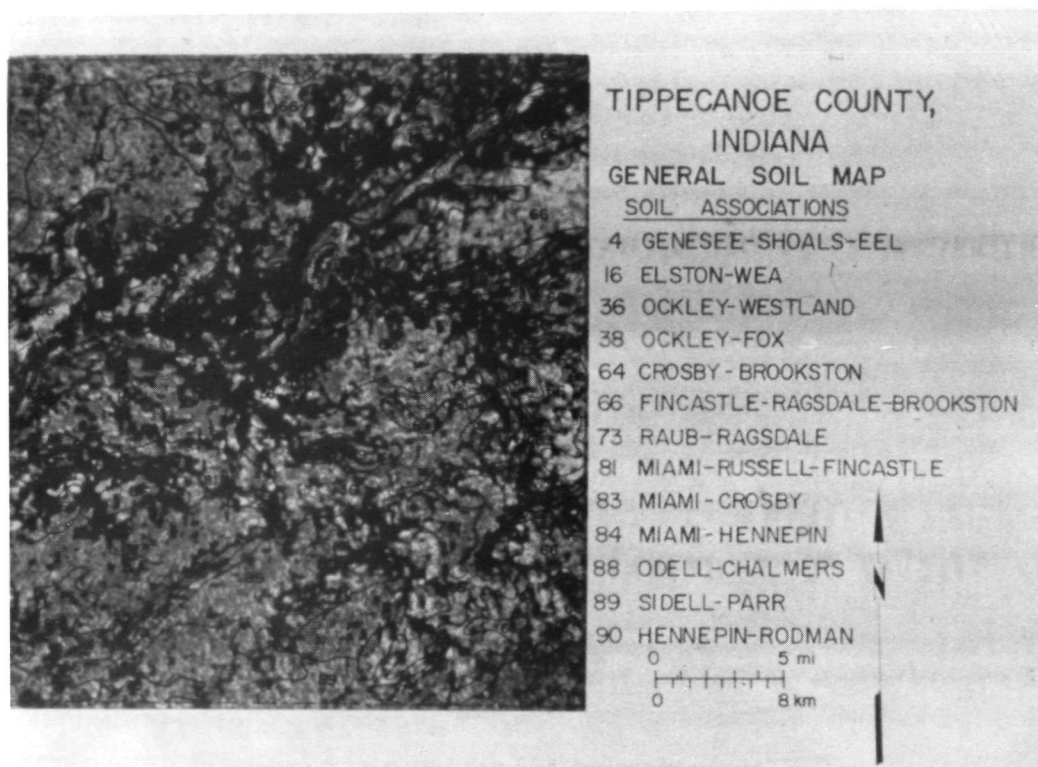 TIPPECANOE COUNTY,
INDIANA
GENERAL SOIL MAP
SOIL ASSOCIATIONS
4 GENESEE-SHOALS-EEL
16 ELSTON-WEA
36 OCKLEY-WESTLAND
38 OCKLEY-FOX
64 CROSBY-BROOKSTON
66 FINCASTLE-RAGSDALE-BROOKSTON
73 RAUB-RAGSDALE
81 MIAMI-RUSSELL-FINCASTLE
83 MIAMI-CROSBY
84 MIAMI-HENNEPIN
88 ODELL-CHALMERS
89 SIDELL-PARR
90 HENNEPIN-RODMAN
0 5 mi
0 8 km
N
66
66